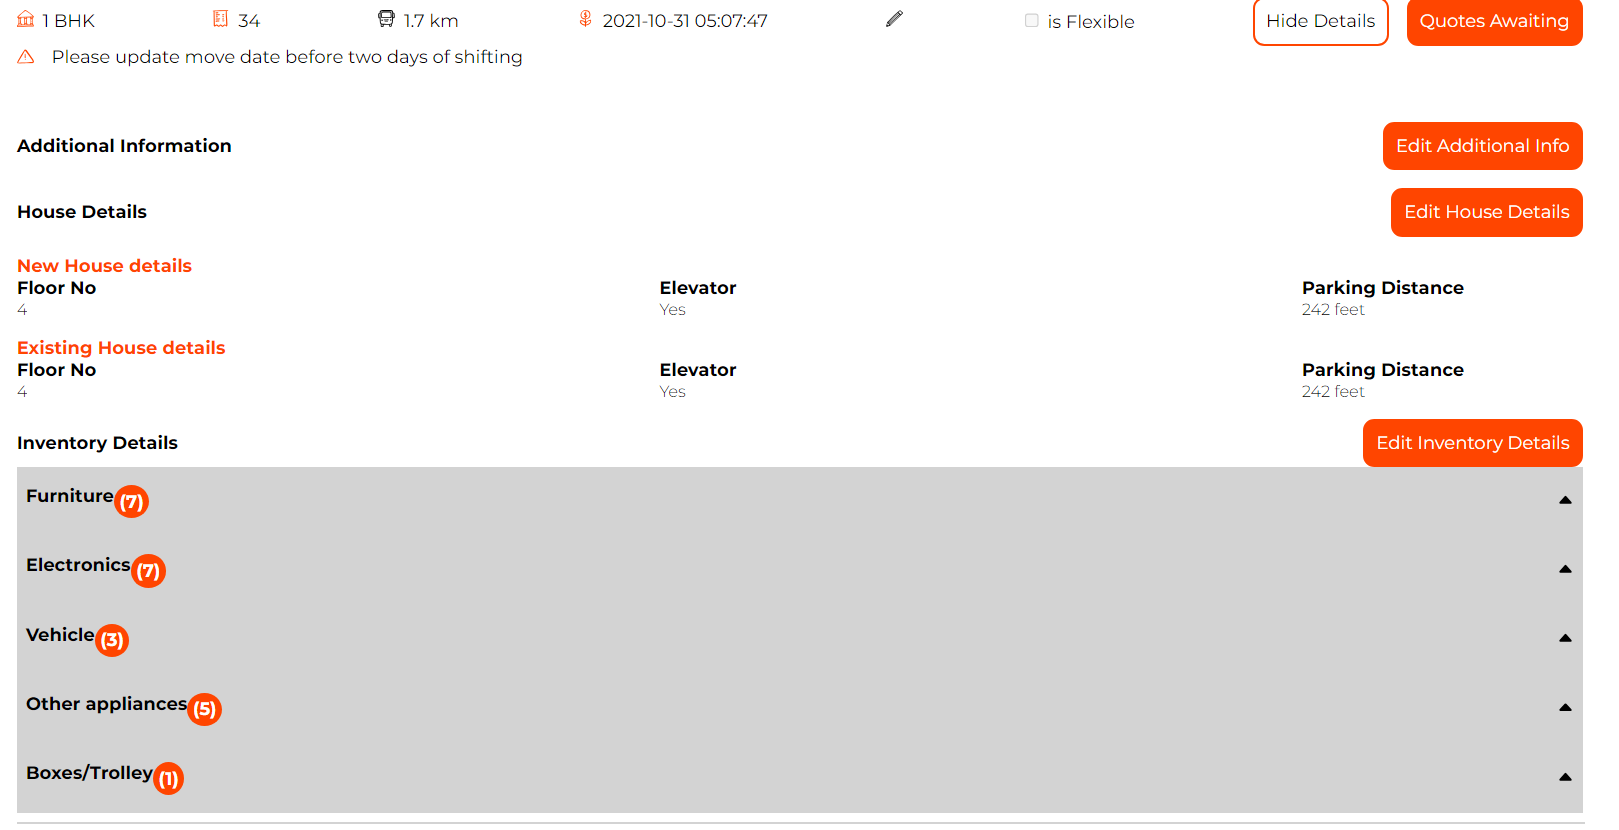 1 BHK 34 1.7 km 2021-10-31 05:07:47 is Flexible Hide Details Quotes Awaiting
Please update move date before two days of shifting
Additional Information Edit Additional Info
House Details Edit House Details
New House details
Floor No Elevator Parking Distance
4 Yes 242 feet
Existing House details
Floor No Elevator Parking Distance
4 Yes 242 feet
Inventory Details Edit Inventory Details
Furniture (7)
Electronics (7)
Vehicle (3)
Other appliances (5)
Boxes/Trolley (1)